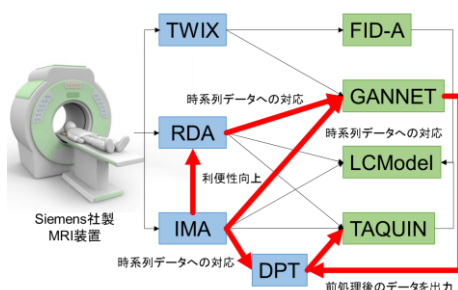 TWIX
FID-A
時系列データへの対応
GANNET
RDA
時系列データへの対応
LCModel
利便性向上
Siemens社製
MRI装置
IMA
TAQUIN
時系列データへの対応
DPT
前処理後のデータを出力